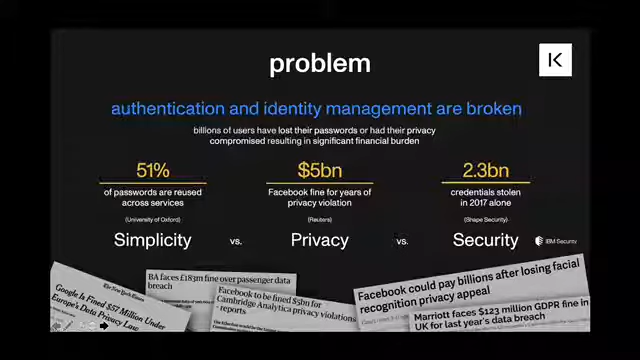 problem
K
authentication and identity management are broken
billions of users have lost their passwords or had their privacy
compromised resulting in significant financial burden
51%
of passwords are reused
across services
(University of Oxford)
$5bn
Facebook fine for years of
privacy violation
(Reuters)
2.3bn
credentials stolen
in 2017 alone
(Shape Security)
Simplicity vs. Privacy vs. Security
IBM Security
The New York Times
Google Is Fined $57 Million Under
Europe's Data Privacy Law
BA faces £183m fine over passenger data
breach
Facebook to be fined $5bn for
Cambridge Analytica privacy violations
- reports
Facebook could pay billions after losing facial
recognition privacy appeal
Marriott faces $123 million GDPR fine in
UK for last year's data breach